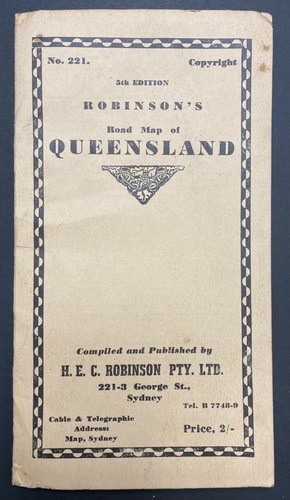 No. 221. Copyright
5th EDITION
ROBINSON'S
Road Map of
QUEENSLAND
Compiled and Published by
H. E. C. ROBINSON PTY. LTD.
221-3 George St.,
Sydney
Tel. B 7748-9
Cable & Telegraphic
Address:
Map, Sydney
Price, 2/-